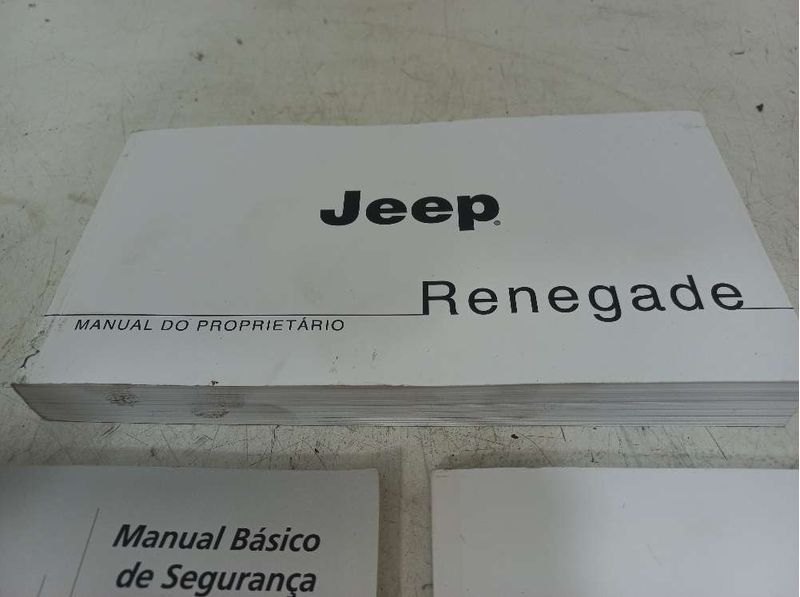 Jeep
Renegade
MANUAL DO PROPRIETÁRIO
Manual Básico
de Segurança